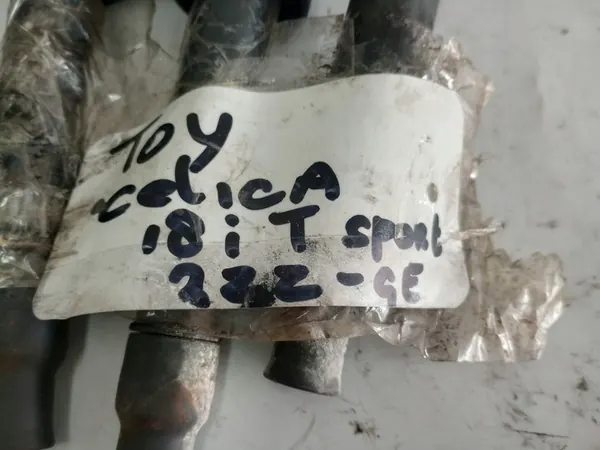 TOY
celicA
18i T sport
2ZZ-GE